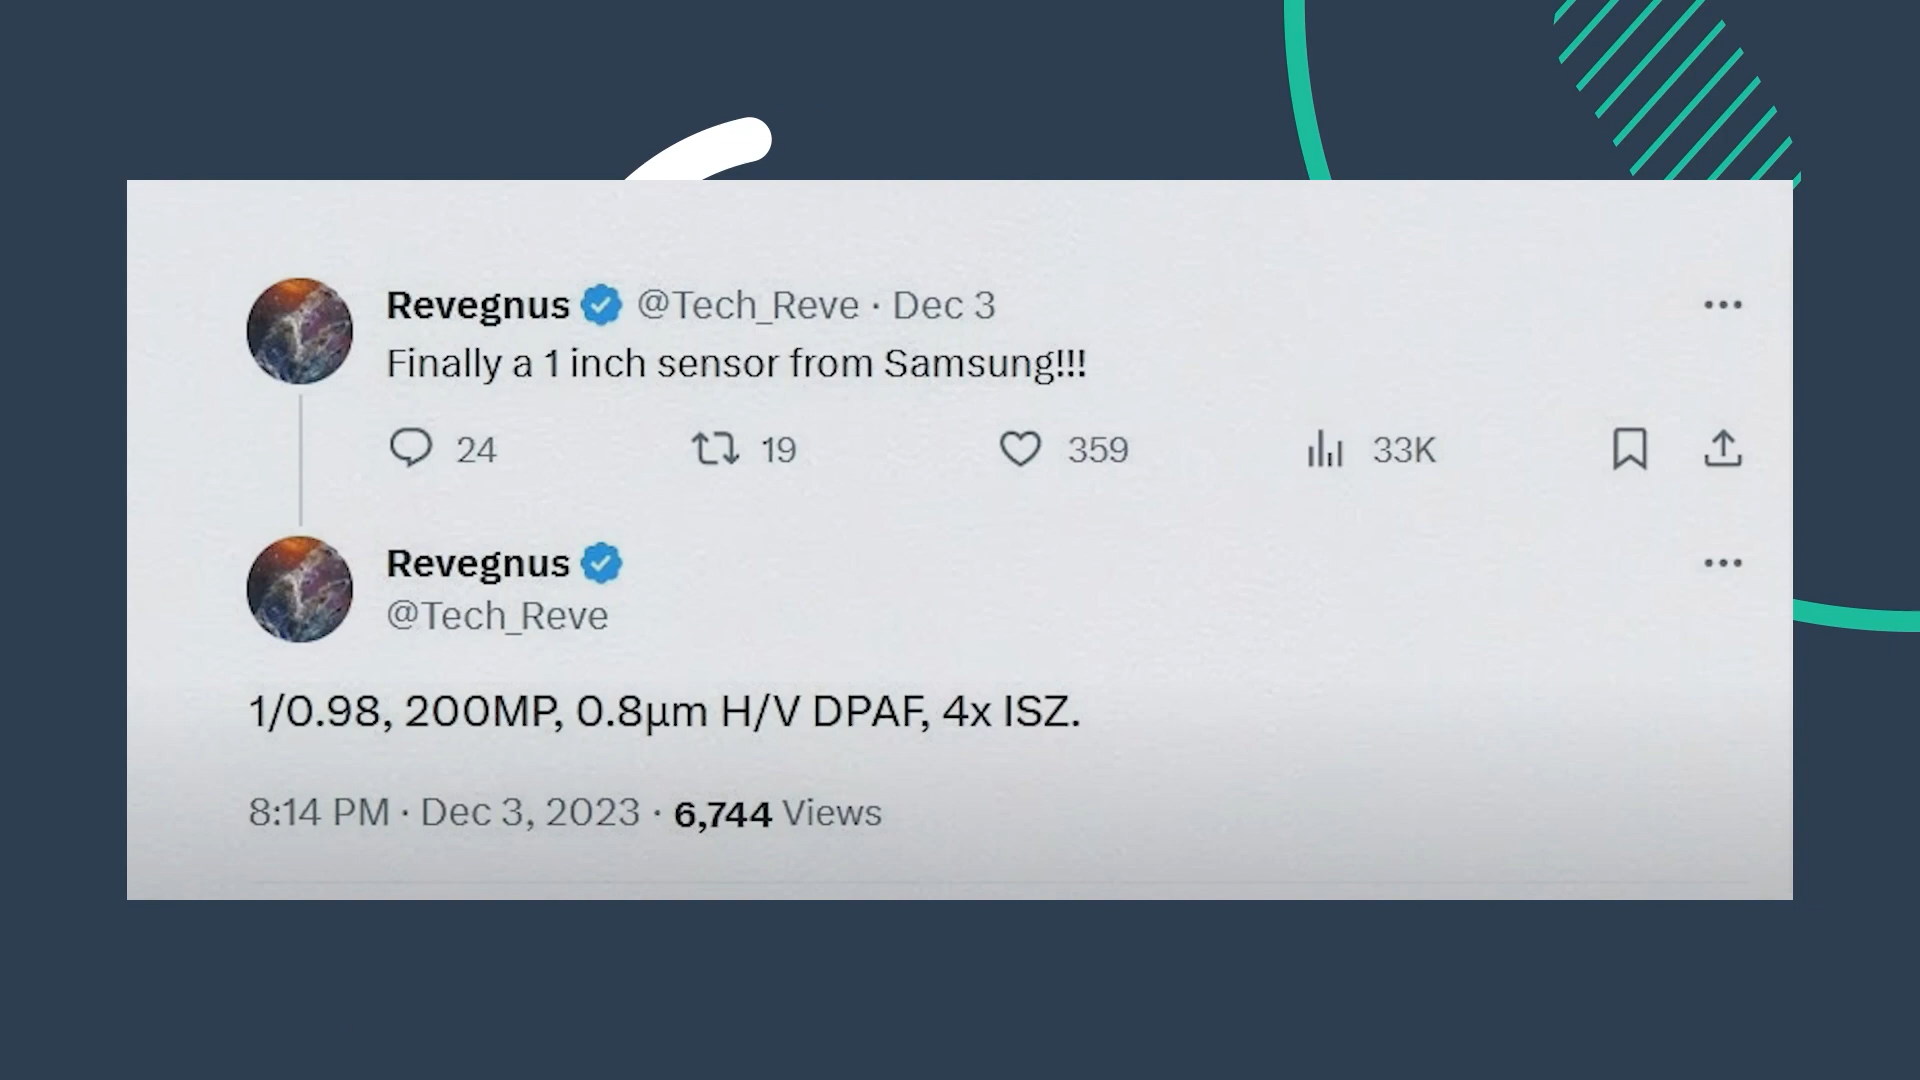 Revegnus @Tech_Reve · Dec 3
Finally a 1 inch sensor from Samsung!!!
24 19 359 33K
Revegnus
@Tech_Reve
1/0.98, 200MP, 0.8µm H/V DPAF, 4x ISZ.
8:14 PM · Dec 3, 2023 · 6,744 Views